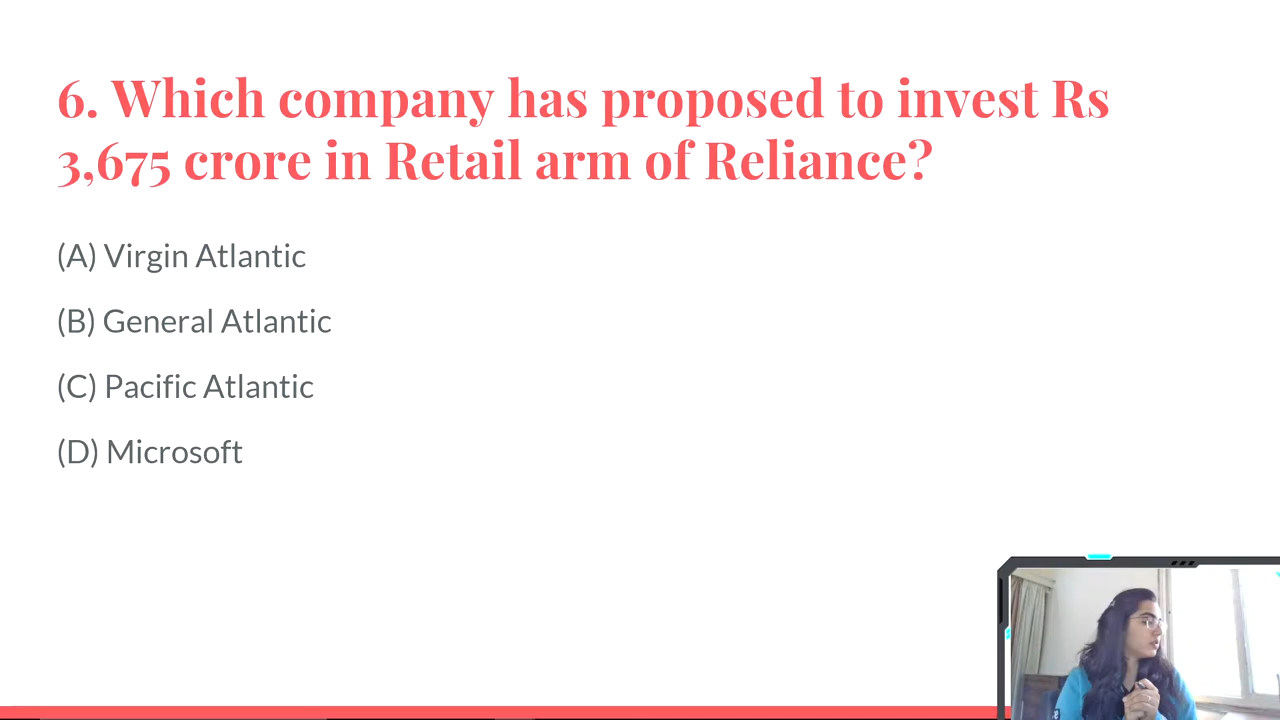 6. Which company has proposed to invest Rs
3,675 crore in Retail arm of Reliance?
(A) Virgin Atlantic
(B) General Atlantic
(C) Pacific Atlantic
(D) Microsoft